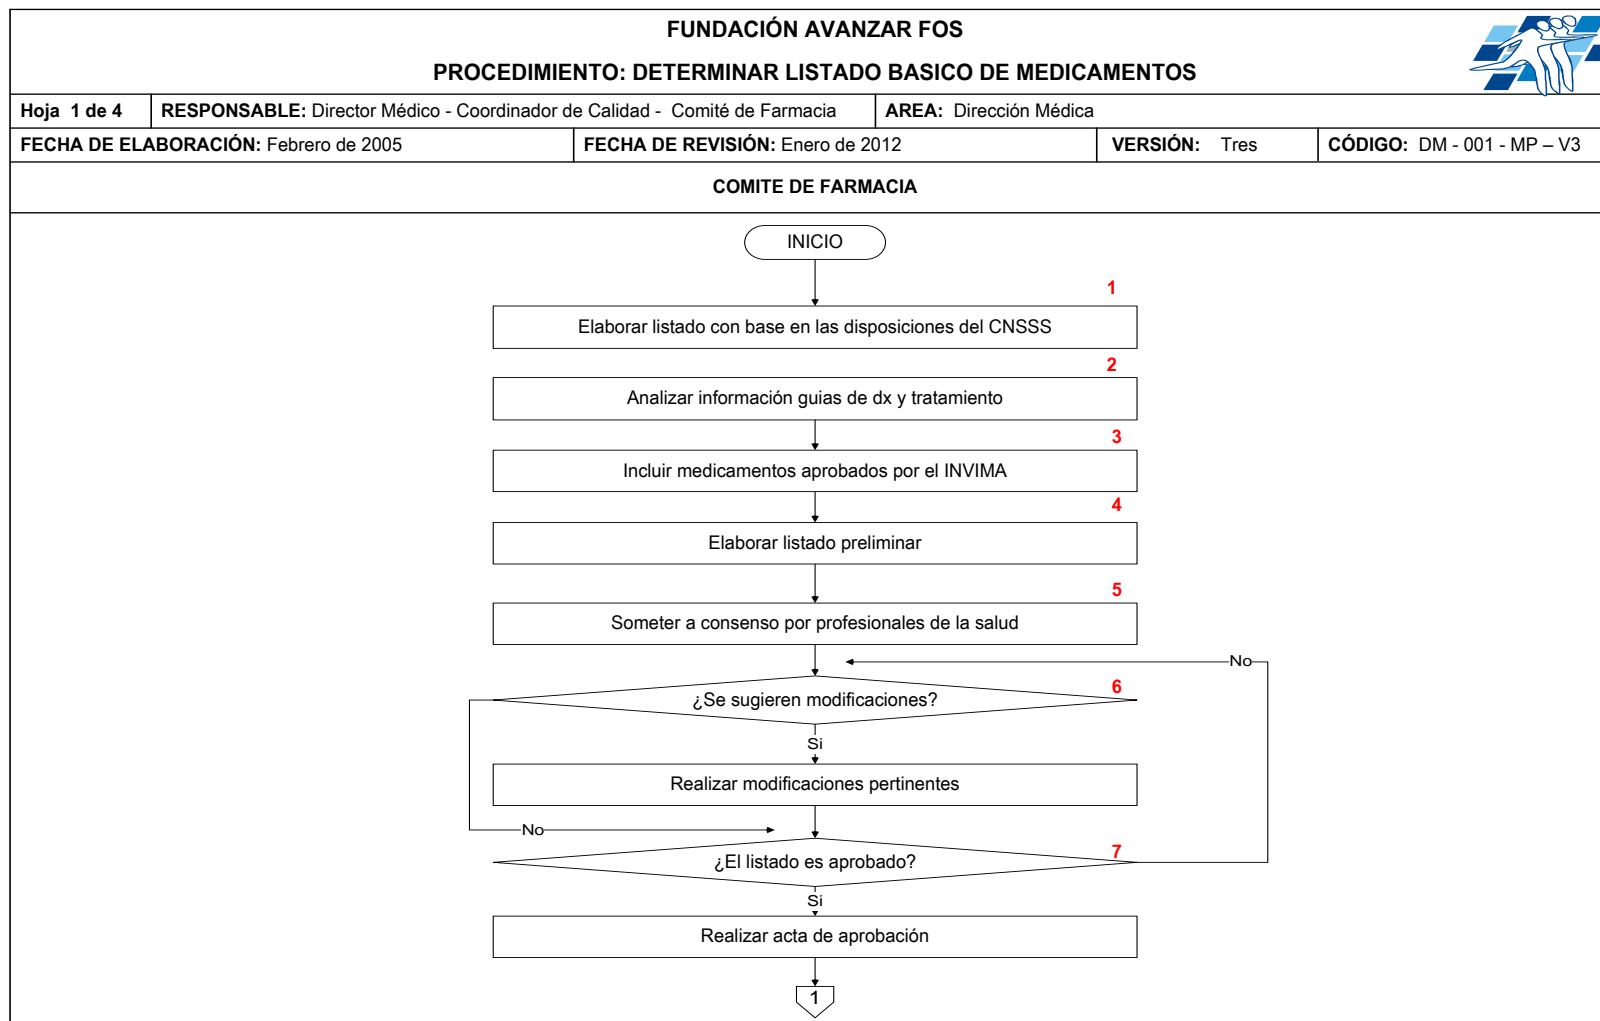 FUNDACIÓN AVANZAR FOS
PROCEDIMIENTO: DETERMINAR LISTADO BASICO DE MEDICAMENTOS
Hoja 1 de 4 RESPONSABLE: Director Médico - Coordinador de Calidad - Comité de Farmacia AREA: Dirección Médica
FECHA DE ELABORACIÓN: Febrero de 2005 FECHA DE REVISIÓN: Enero de 2012 VERSIÓN: Tres CÓDIGO: DM - 001 - MP – V3
COMITE DE FARMACIA
INICIO
1
Elaborar listado con base en las disposiciones del CNSSS
2
Analizar información guias de dx y tratamiento
3
Incluir medicamentos aprobados por el INVIMA
4
Elaborar listado preliminar
5
Someter a consenso por profesionales de la salud
No
¿Se sugieren modificaciones? 6
Si
Realizar modificaciones pertinentes
No
¿El listado es aprobado? 7
Si
Realizar acta de aprobación
1